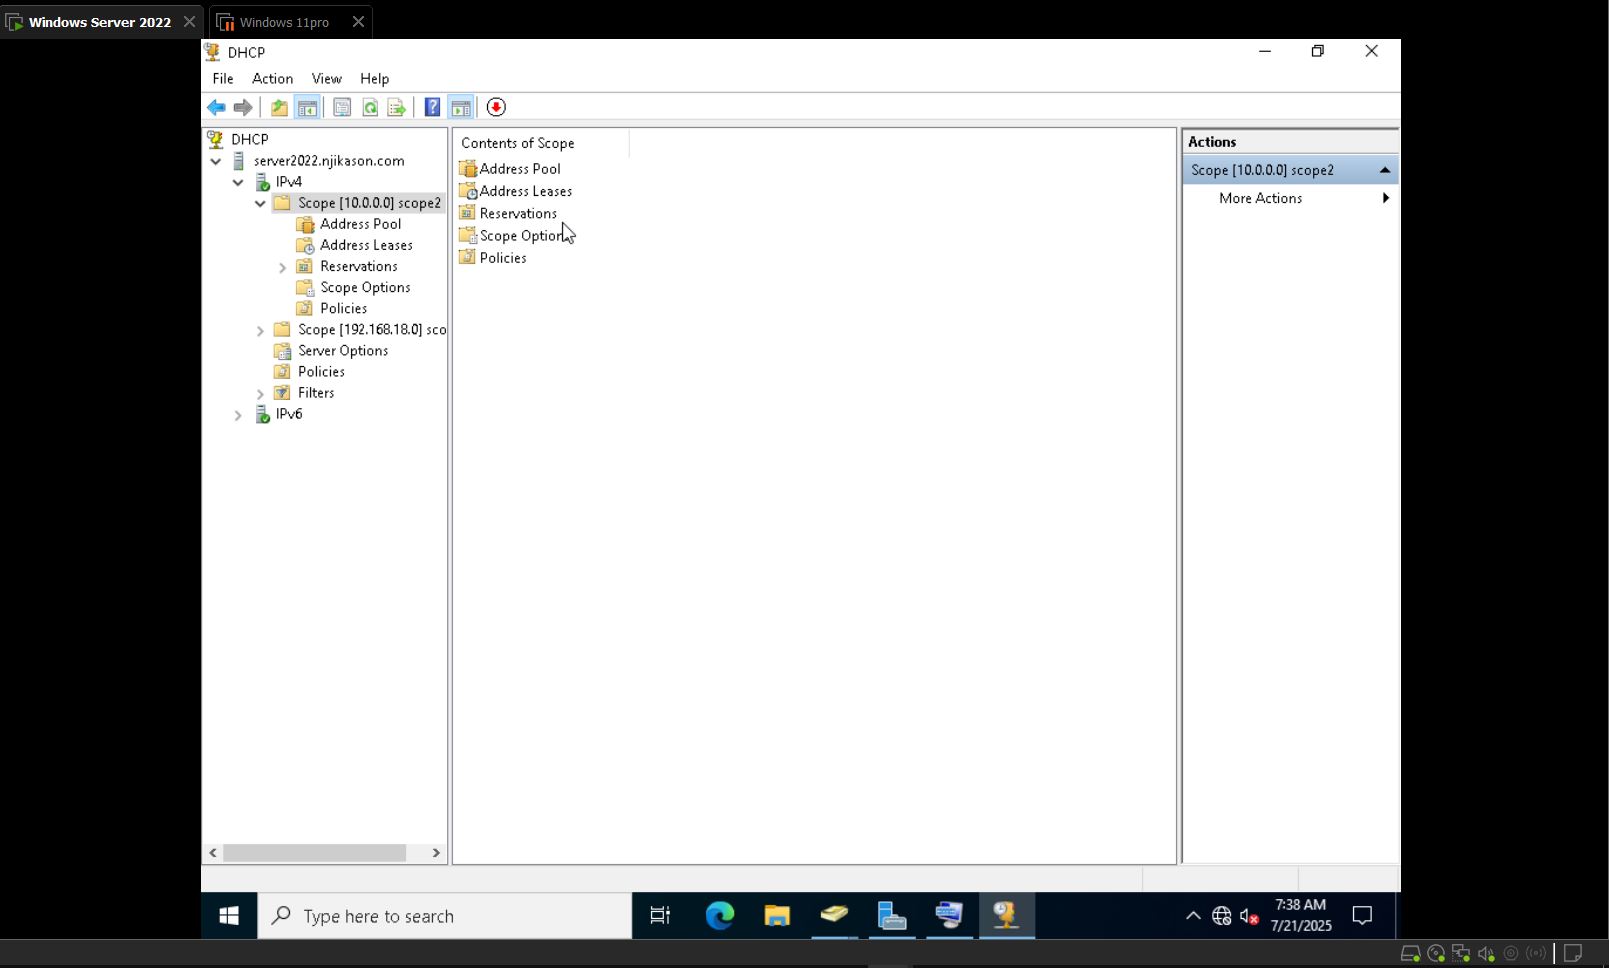 Windows Server 2022
Windows 11pro
DHCP
File Action View Help
DHCP
server2022.njikason.com
IPv4
Scope [10.0.0.0] scope2
Address Pool
Address Leases
Reservations
Scope Options
Policies
Scope [192.168.18.0] sco
Server Options
Policies
Filters
IPv6
Contents of Scope
Address Pool
Address Leases
Reservations
Scope Option
Policies
Actions
Scope [10.0.0.0] scope2
More Actions
Type here to search
7:38 AM
7/21/2025